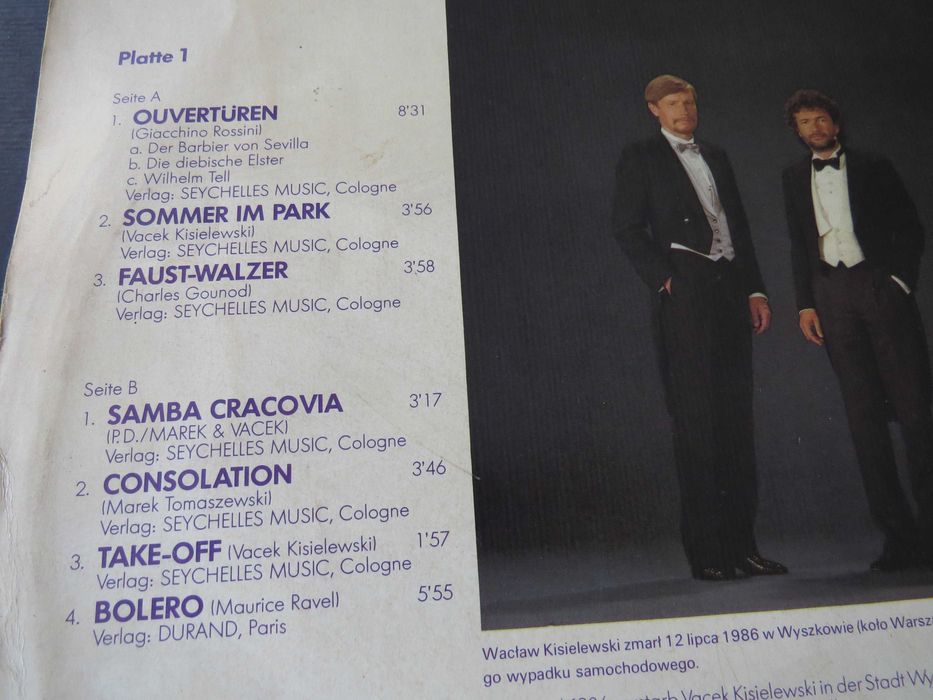 Platte 1
Seite A
1. OUVERTÜREN 8'31
(Giacchino Rossini)
a. Der Barbier von Sevilla
b. Die diebische Elster
c. Wilhelm Tell
Verlag: SEYCHELLES MUSIC, Cologne
2. SOMMER IM PARK 3'56
(Vacek Kisielewski)
Verlag: SEYCHELLES MUSIC, Cologne
3. FAUST-WALZER 3'58
(Charles Gounod)
Verlag: SEYCHELLES MUSIC, Cologne
Seite B
1. SAMBA CRACOVIA 3'17
(P.D./MAREK & VACEK)
Verlag: SEYCHELLES MUSIC, Cologne
2. CONSOLATION 3'46
(Marek Tomaszewski)
Verlag: SEYCHELLES MUSIC, Cologne
3. TAKE-OFF (Vacek Kisielewski) 1'57
Verlag: SEYCHELLES MUSIC, Cologne
4. BOLERO (Maurice Ravel) 5'55
Verlag: DURAND, Paris
Wacław Kisielewski zmarł 12 lipca 1986 w Wyszkowie (koło Warsz
go wypadku samochodowego.
Vacek Kisielewski in der Stadt Wy